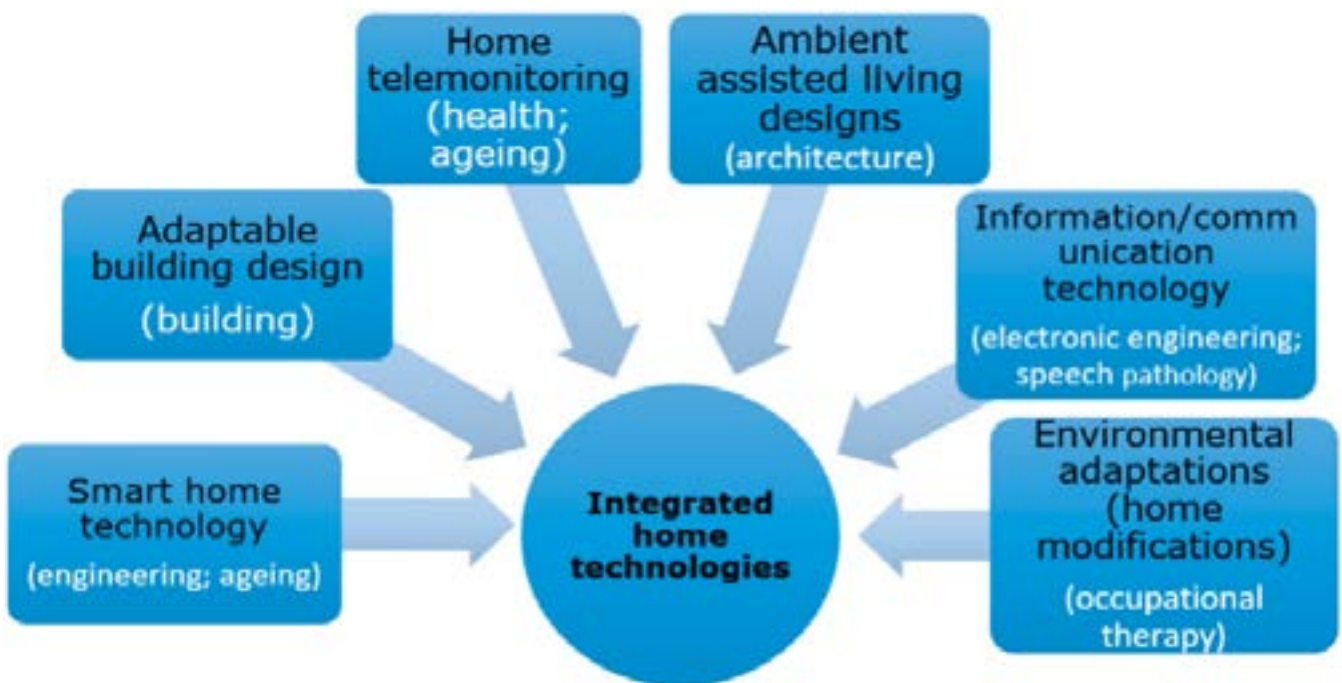 Home
telemonitoring
(health;
ageing)
Ambient
assisted living
designs
(architecture)
Adaptable
building design
(building)
Information/comm
unication
technology
(electronic engineering;
speech pathology)
Smart home
technology
(engineering; ageing)
Integrated
home
technologies
Environmental
adaptations
(home
modifications)
(occupational
therapy)